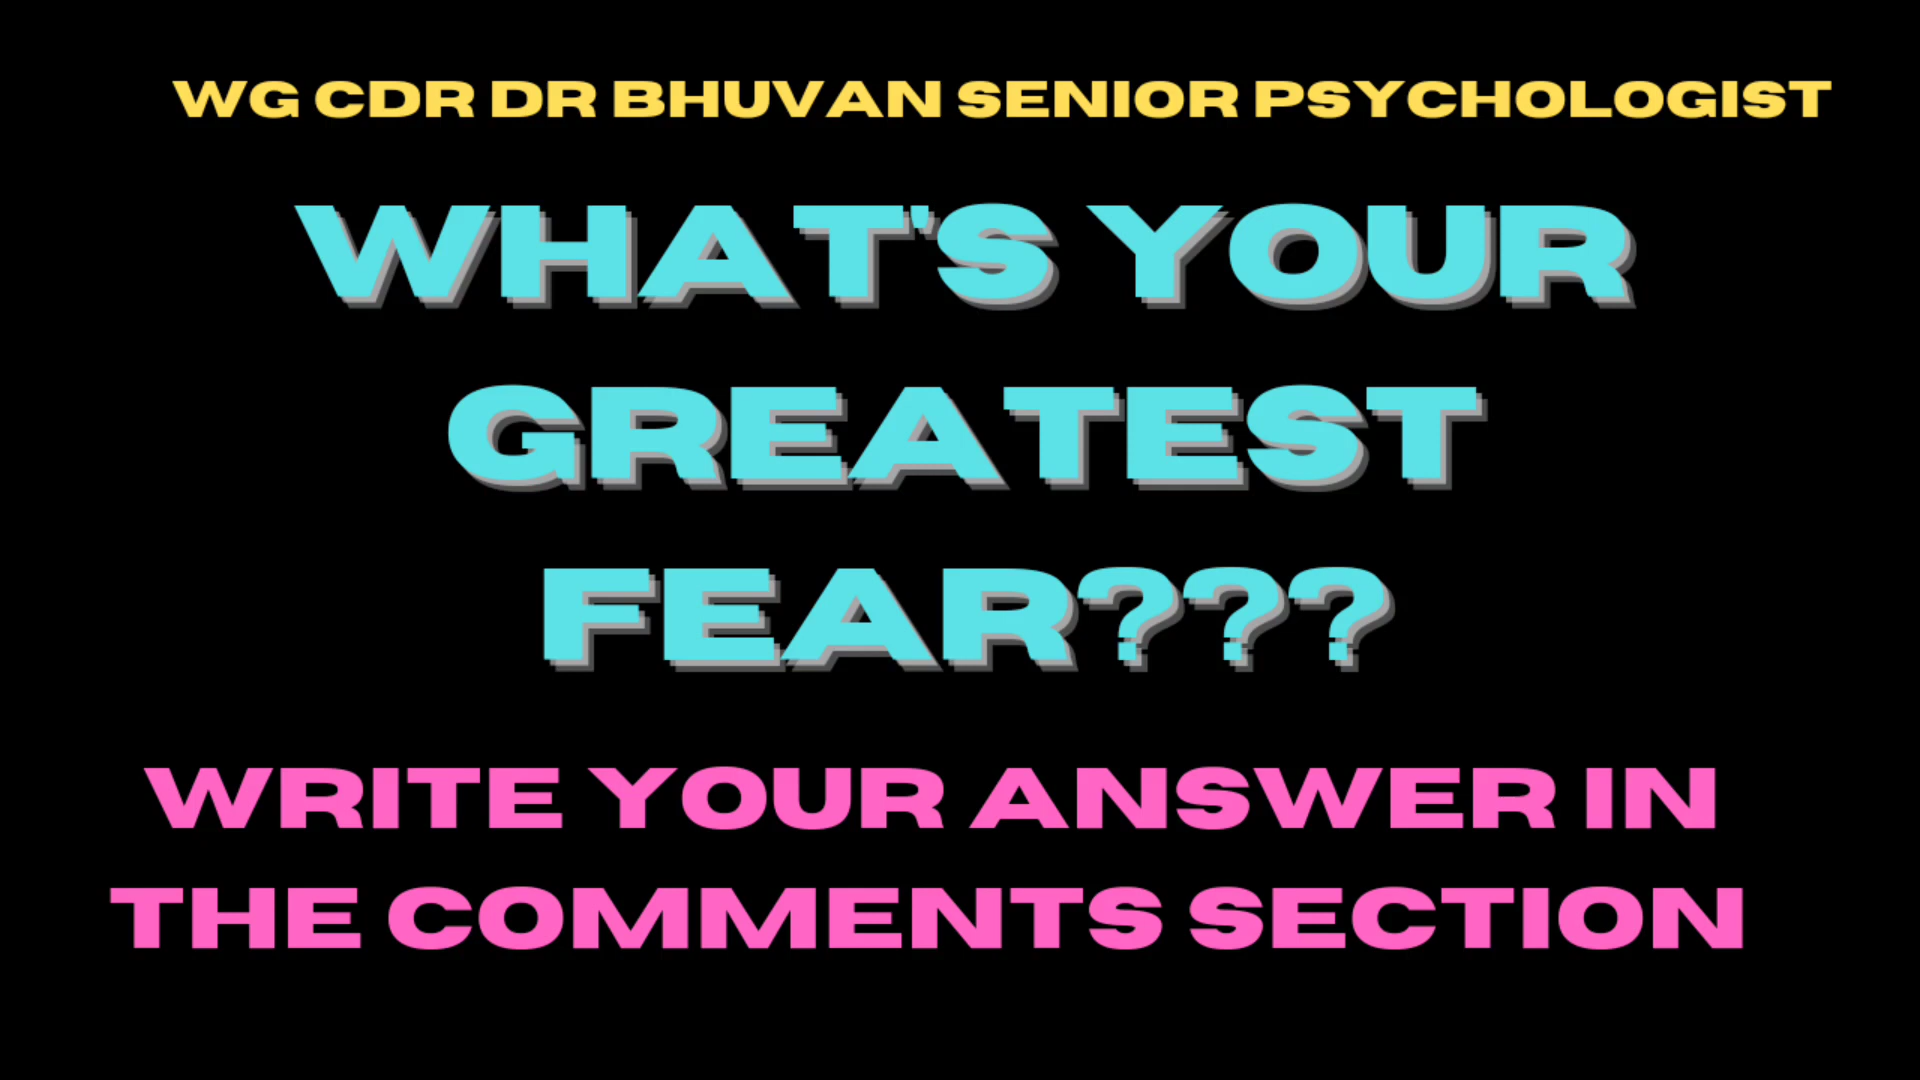 WG CDR DR BHUVAN SENIOR PSYCHOLOGIST
WHAT'S YOUR
GREATEST
FEAR???
WRITE YOUR ANSWER IN
THE COMMENTS SECTION